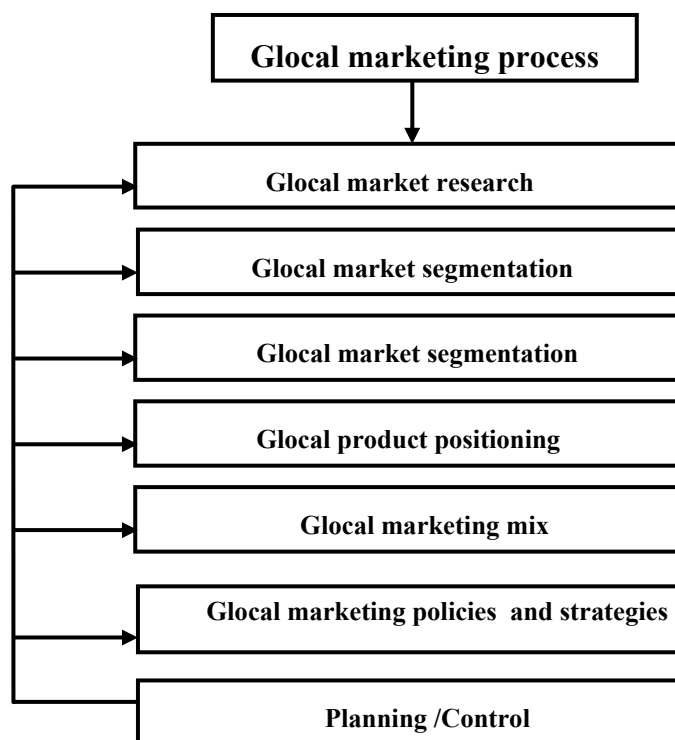 Glocal marketing process
Glocal market research
Glocal market segmentation
Glocal market segmentation
Glocal product positioning
Glocal marketing mix
Glocal marketing policies and strategies
Planning /Control